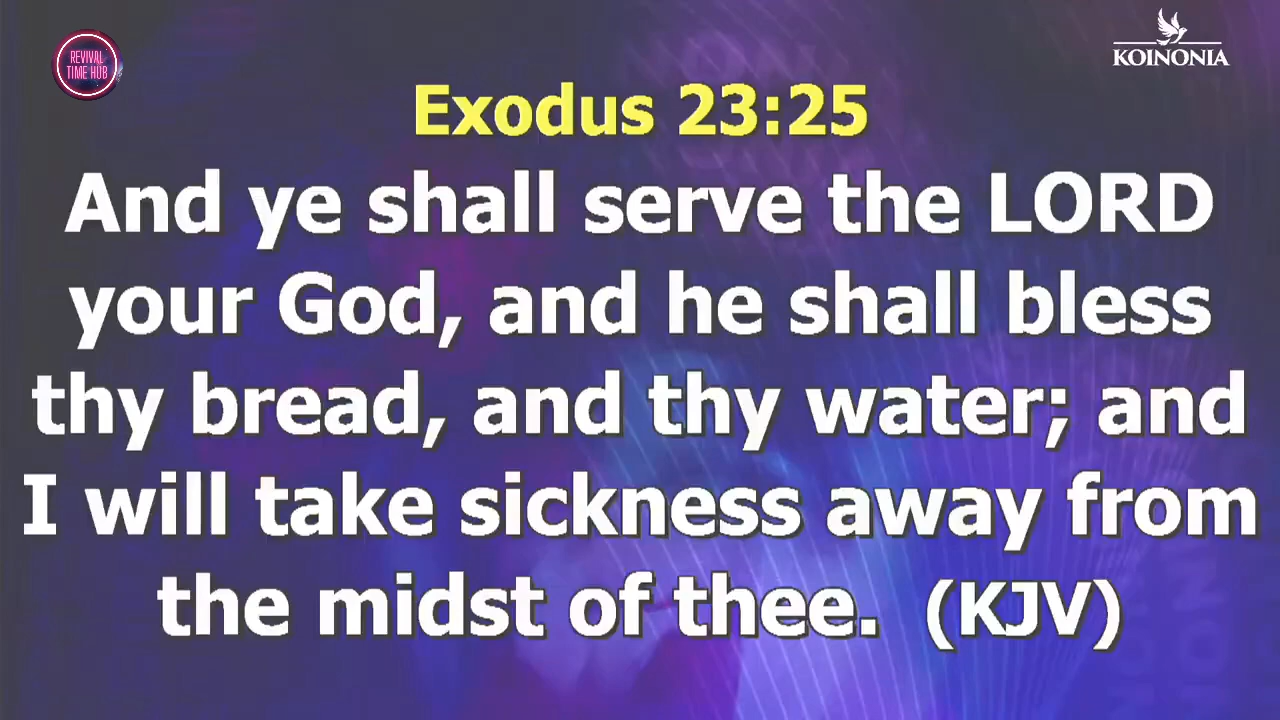 REVIVAL
TIME HUB
KOINONIA
Exodus 23:25
And ye shall serve the LORD
your God, and he shall bless
thy bread, and thy water; and
I will take sickness away from
the midst of thee. (KJV)